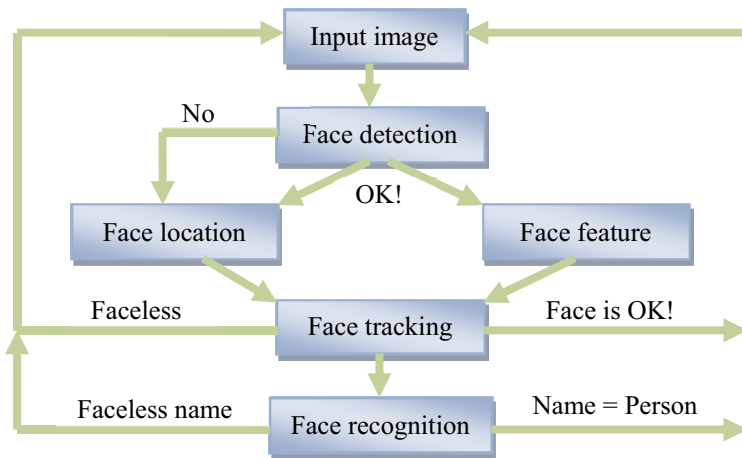 Input image
No
Face detection
OK!
Face location
Face feature
Faceless
Face tracking
Face is OK!
Faceless name
Face recognition
Name = Person